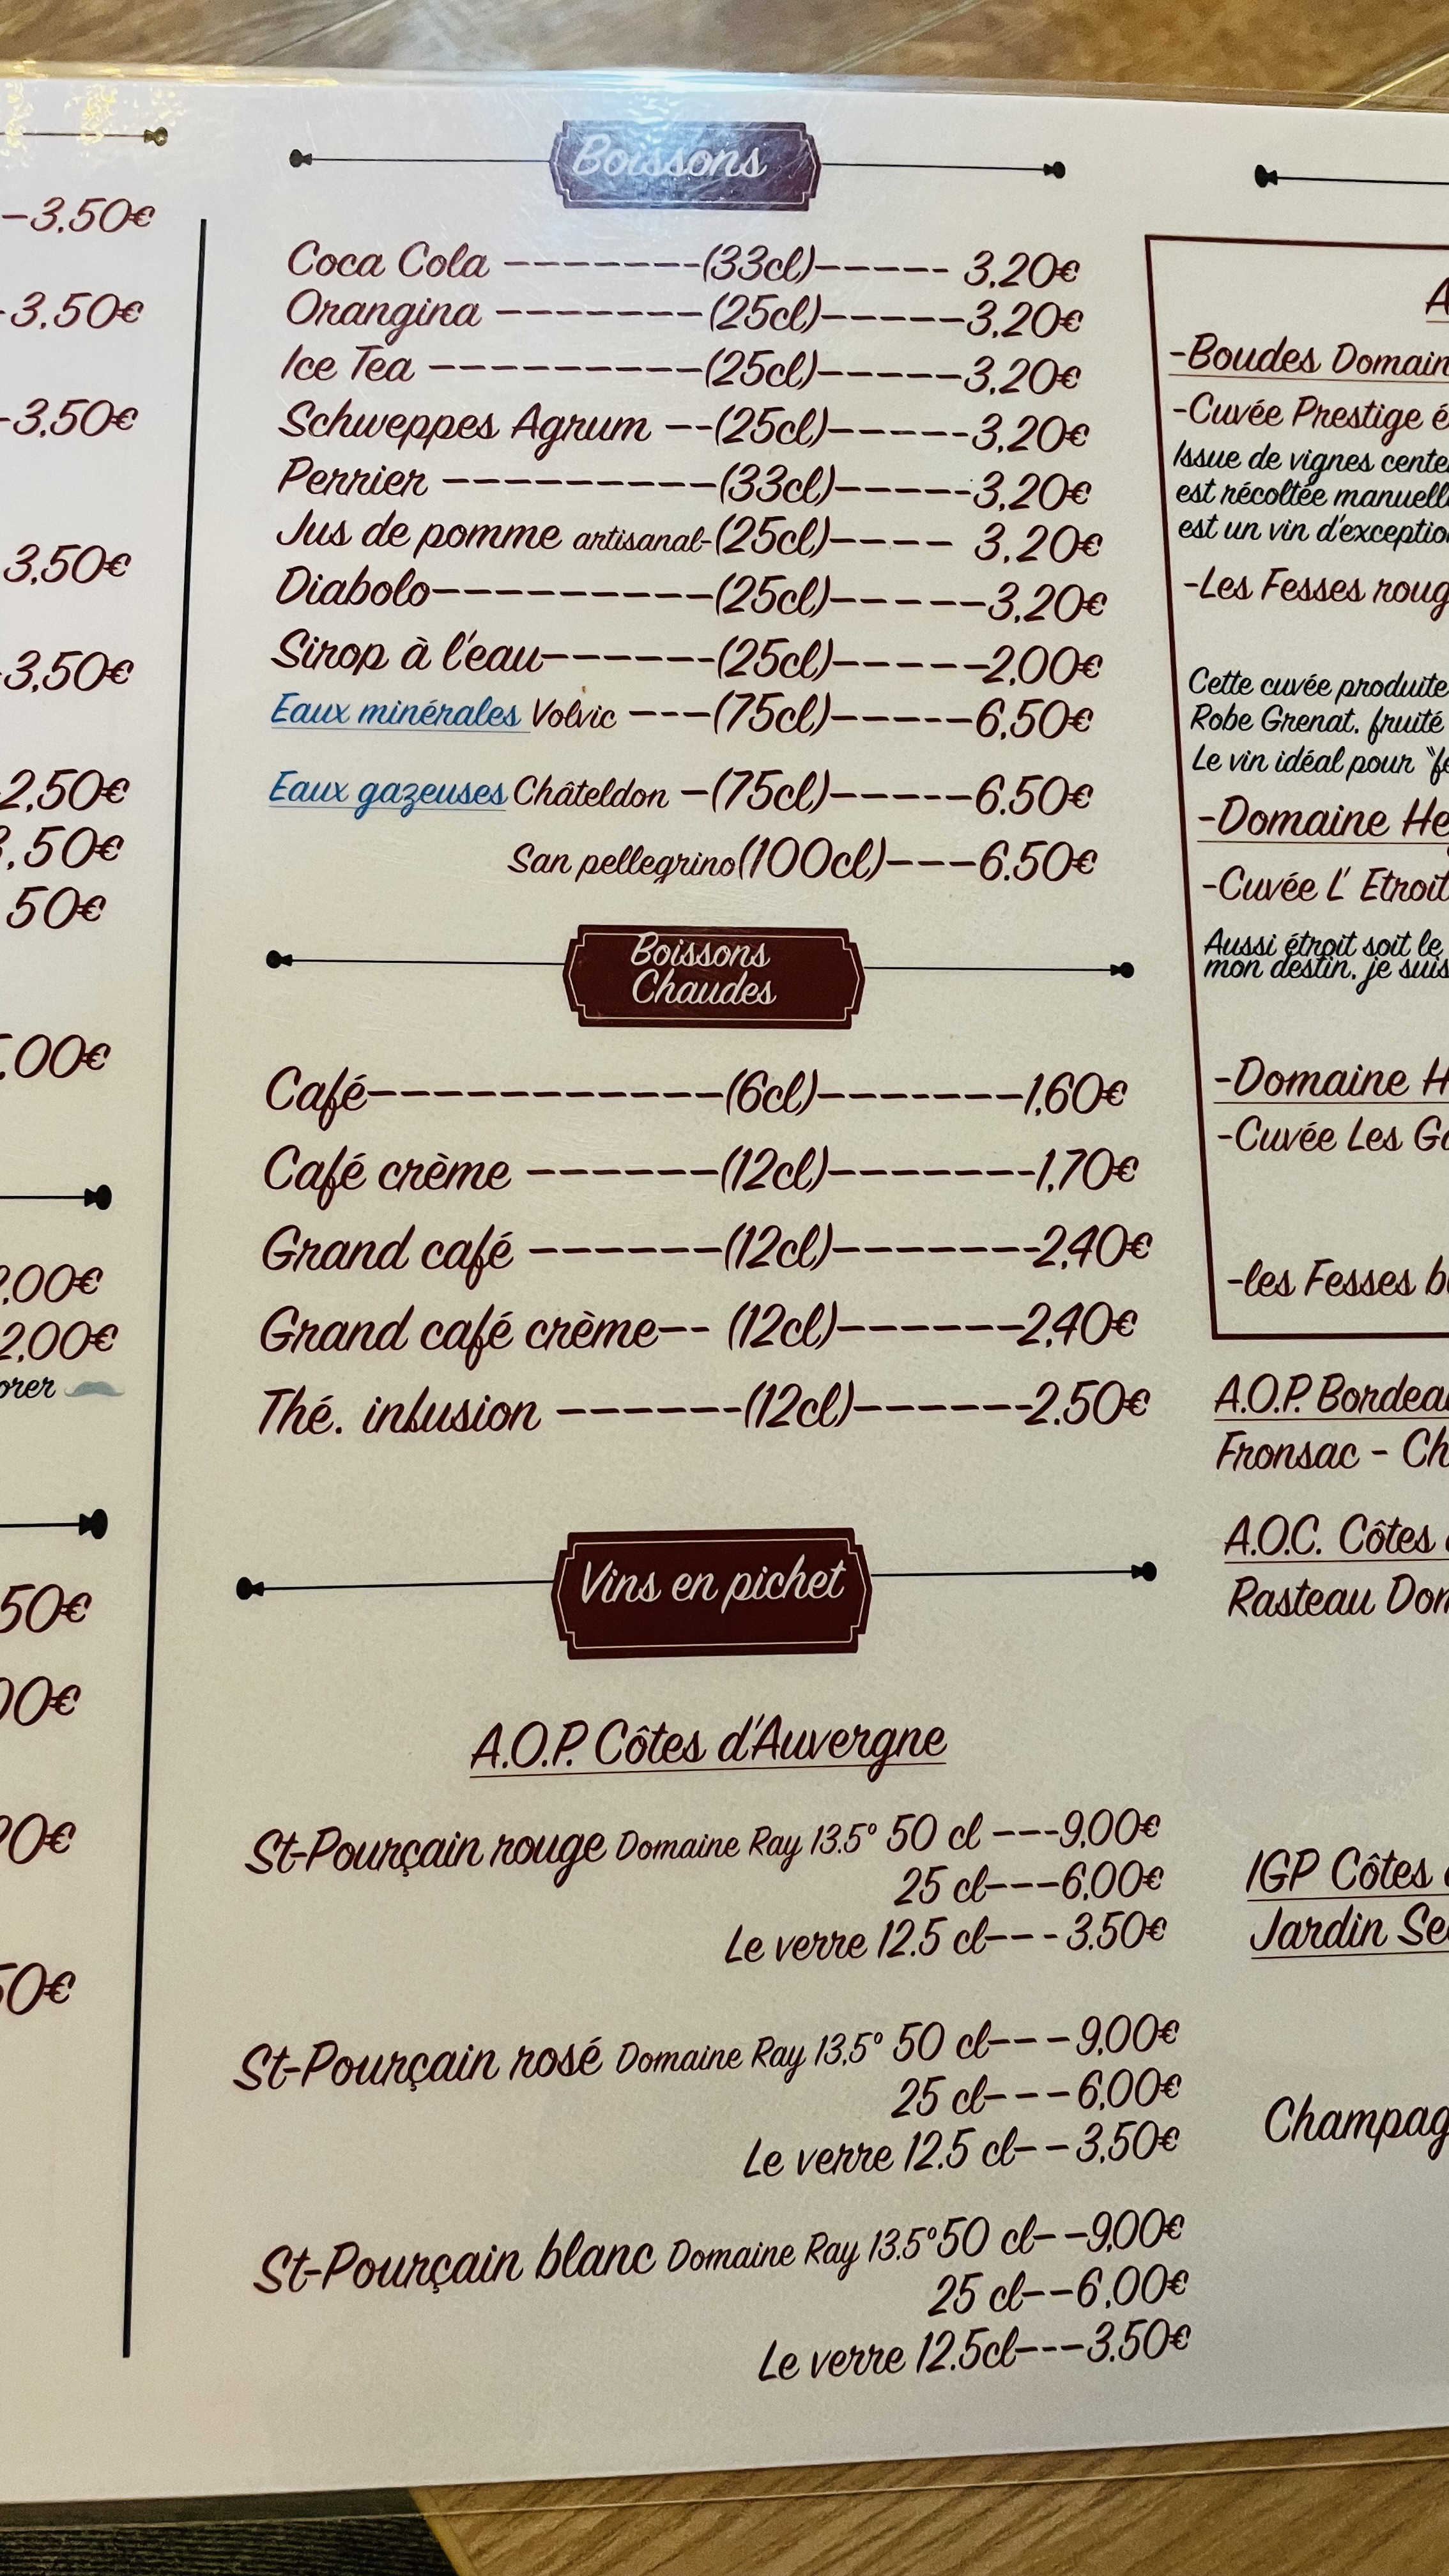 -3.50€
-3.50€
-3.50€
3,50€
-3,50€
2,50€
,50€
50€
,00€
,00€
2,00€
50€
00€
0€
50€
Boissons
Coca Cola -------(33cl)----- 3,20€
Orangina -------(25cl)-----3,20€
Ice Tea ---------(25cl)-----3,20€
Schweppes Agrum --(25cl)-----3,20€
Perrier ---------(33cl)-----3,20€
Jus de pomme artisanal-(25cl)---- 3,20€
Diabolo---------(25cl)-----3,20€
Sirop à l'eau------(25cl)-----2,00€
Eaux minérales Volvic ---(75cl)-----6,50€
Eaux gazeuses Châteldon -(75cl)-----6.50€
San pellegrino(100cl)---6.50€
Boissons
Chaudes
Café------------(6cl)-------1,60€
Café crème ------(12cl)-------1,70€
Grand café ------(12cl)-------2,40€
Grand café crème-- (12cl)------2,40€
Thé. infusion ------(12cl)------2.50€
Vins en pichet
A.O.P. Côtes d'Auvergne
St-Pourçain rouge Domaine Ray 13.5° 50 cl ---9,00€
25 cl---6,00€
Le verre 12.5 cl--- 3.50€
St-Pourçain rosé Domaine Ray 13,5° 50 cl---9,00€
25 cl---6,00€
Le verre 12.5 cl--3,50€
St-Pourçain blanc Domaine Ray 13.5°50 cl--9,00€
25 cl--6,00€
Le verre 12.5cl---3.50€
-Boudes Domain
-Cuvée Prestige
Issue de vignes
est récoltée
est un vin
-Les Fesses
Cette cuvée produite
Robe Grenat, fruité
Le vin idéal pour
-Domaine
-Cuvée L' Etroit
Aussi étroit soit le
mon destin, je suis
-Domaine H
-Cuvée Les
-les Fesses
A.O.P. Bordeau
Fronsac - Ch
A.O.C. Côtes
Rasteau
IGP Côtes
Jardin
Champag